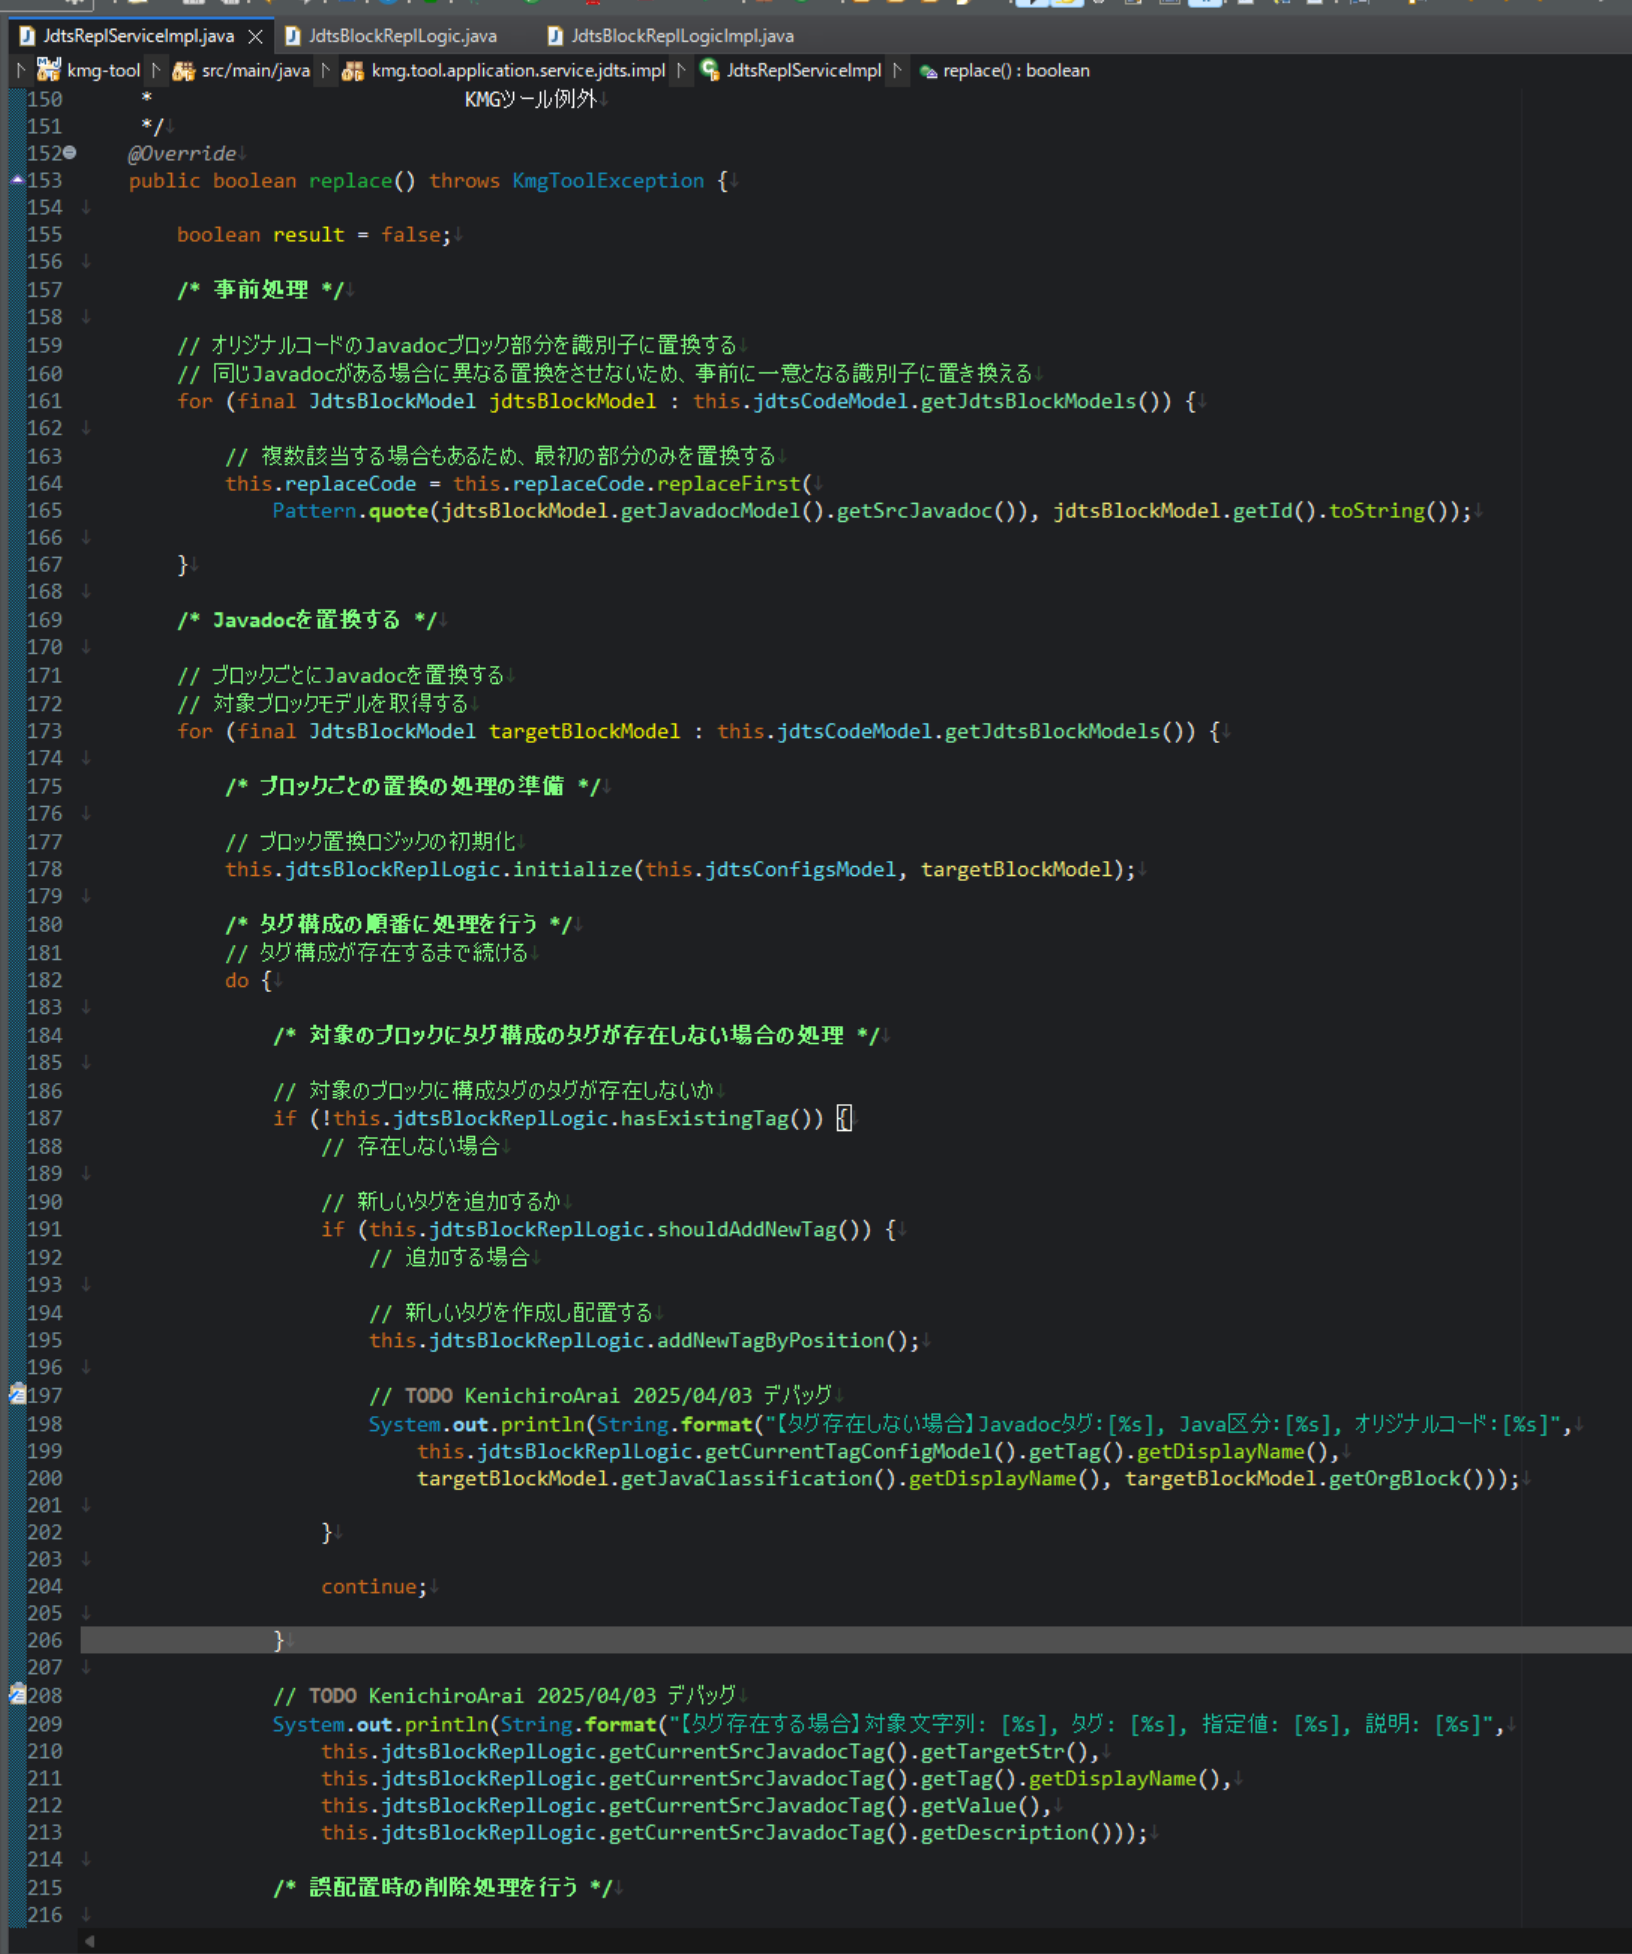 JdtsReplServiceImpl.java JdtsBlockReplLogic.java JdtsBlockReplLogicImpl.java
kmg-tool src/main/java kmg.tool.application.service.jdts.impl JdtsReplServiceImpl replace() : boolean
150 * KMGツール例外
151 */
152 @Override
153 public boolean replace() throws KmgToolException {
154
155 boolean result = false;
156
157 /* 事前処理 */
158
159 // オリジナルコードのJavadocブロック部分を識別子に置換する
160 // 同じJavadocがある場合に異なる置換をさせないため、事前に一意となる識別子に置き換える
161 for (final JdtsBlockModel jdtsBlockModel : this.jdtsCodeModel.getJdtsBlockModels()) {
162
163 // 複数該当する場合もあるため、最初の部分のみを置換する
164 this.replaceCode = this.replaceCode.replaceFirst(
165 Pattern.quote(jdtsBlockModel.getJavadocModel().getSrcJavadoc()), jdtsBlockModel.getId().toString());
166
167 }
168
169 /* Javadocを置換する */
170
171 // ブロックごとにJavadocを置換する
172 // 対象ブロックモデルを取得する
173 for (final JdtsBlockModel targetBlockModel : this.jdtsCodeModel.getJdtsBlockModels()) {
174
175 /* ブロックごとの置換の処理の準備 */
176
177 // ブロック置換ロジックの初期化
178 this.jdtsBlockReplLogic.initialize(this.jdtsConfigsModel, targetBlockModel);
179
180 /* タグ構成の順番に処理を行う */
181 // タグ構成が存在するまで続ける
182 do {
183
184 /* 対象のブロックにタグ構成のタグが存在しない場合の処理 */
185
186 // 対象のブロックに構成タグのタグが存在しないか
187 if (!this.jdtsBlockReplLogic.hasExistingTag()) {
188 // 存在しない場合
189
190 // 新しいタグを追加するか
191 if (this.jdtsBlockReplLogic.shouldAddNewTag()) {
192 // 追加する場合
193
194 // 新しいタグを作成し配置する
195 this.jdtsBlockReplLogic.addNewTagByPosition();
196
197 // TODO KenichiroArai 2025/04/03 デバッグ
198 System.out.println(String.format("【タグ存在しない場合】Javadocタグ:[%s], Java区分:[%s], オリジナルコード:[%s]",
199 this.jdtsBlockReplLogic.getCurrentTagConfigModel().getTag().getDisplayName(),
200 targetBlockModel.getJavaClassification().getDisplayName(), targetBlockModel.getOrgBlock()));
201
202 }
203
204 continue;
205
206 }
207
208 // TODO KenichiroArai 2025/04/03 デバッグ
209 System.out.println(String.format("【タグ存在する場合】対象文字列: [%s], タグ: [%s], 指定値: [%s], 説明: [%s]",
210 this.jdtsBlockReplLogic.getCurrentSrcJavadocTag().getTargetStr(),
211 this.jdtsBlockReplLogic.getCurrentSrcJavadocTag().getTag().getDisplayName(),
212 this.jdtsBlockReplLogic.getCurrentSrcJavadocTag().getValue(),
213 this.jdtsBlockReplLogic.getCurrentSrcJavadocTag().getDescription()));
214
215 /* 誤配置時の削除処理を行う */
216